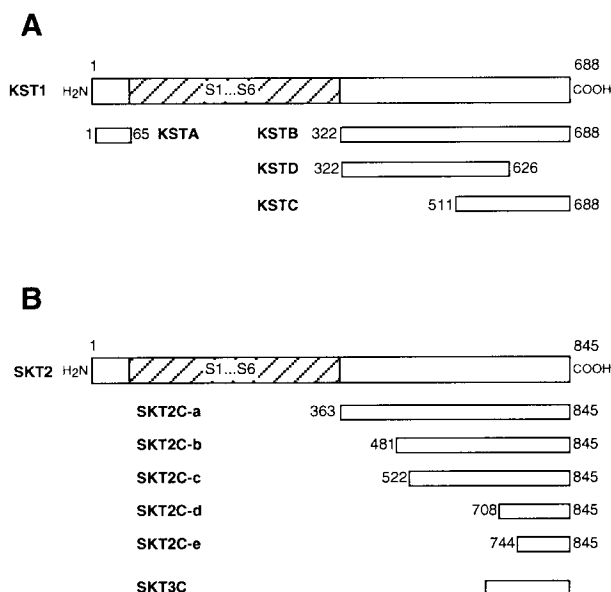 A
1 688
KST1 H₂N S1...S6 COOH
1 65 KSTA KSTB 322 688
KSTD 322 626
KSTC 511 688
B
1 845
SKT2 H₂N S1...S6 COOH
SKT2C-a 363 845
SKT2C-b 481 845
SKT2C-c 522 845
SKT2C-d 708 845
SKT2C-e 744 845
SKT3C